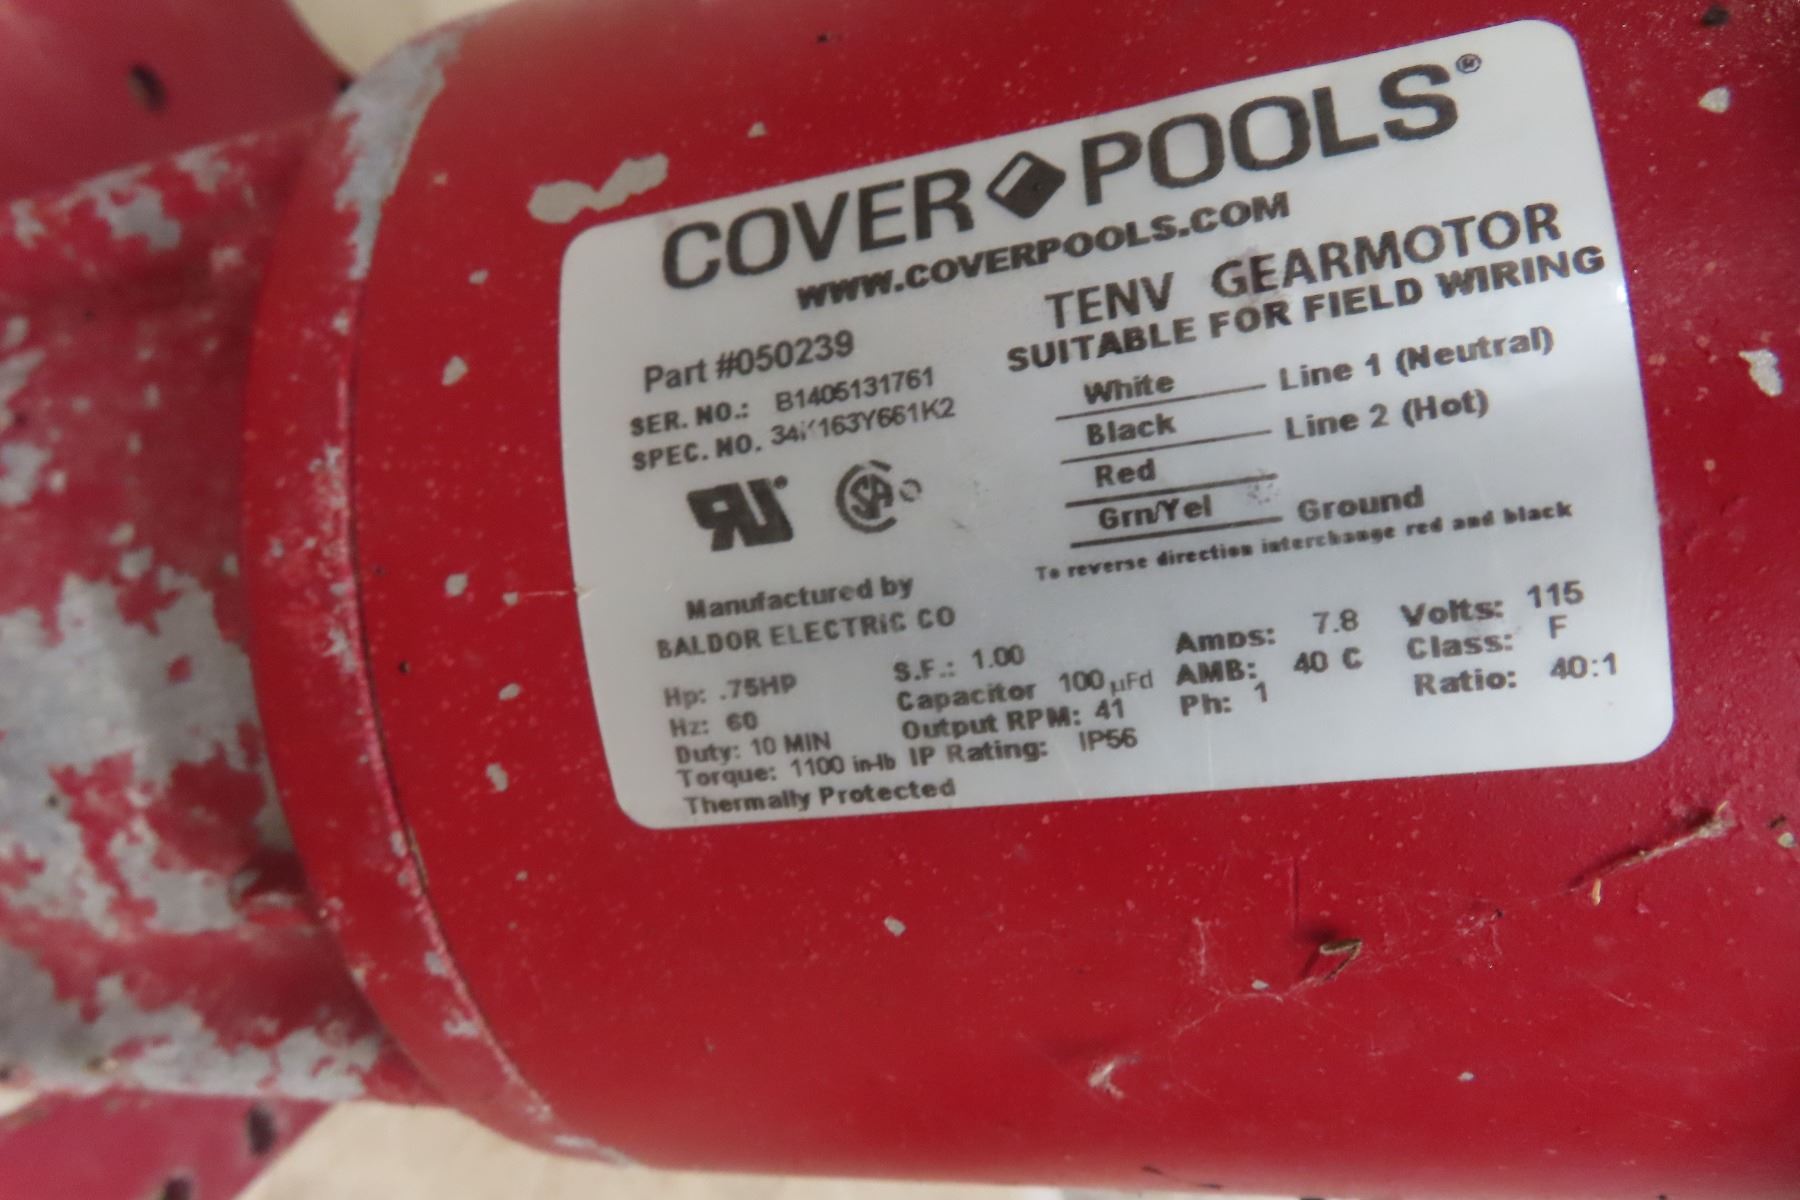 COVER POOLS®
WWW.COVERPOOLS.COM
TENV GEARMOTOR
SUITABLE FOR FIELD WIRING
Part #050239
SER. NO.: B1405131761
SPEC. NO.
White Line 1 (Neutral)
Black Line 2 (Hot)
Red
Grn/Yel Ground
To reverse direction interchange red and black
Manufactured by
BALDOR ELECTRIC CO
Hp: .75HP S.F.: 1.00 Amps: 7.8 Volts: 115
Hz: 60 Capacitor 100 µFd AMB: 40 C Class: F
Duty: 10 MIN Output RPM: 41 Ph: 1 Ratio: 40:1
Torque: 1100 in-lb IP Rating: IP56
Thermally Protected